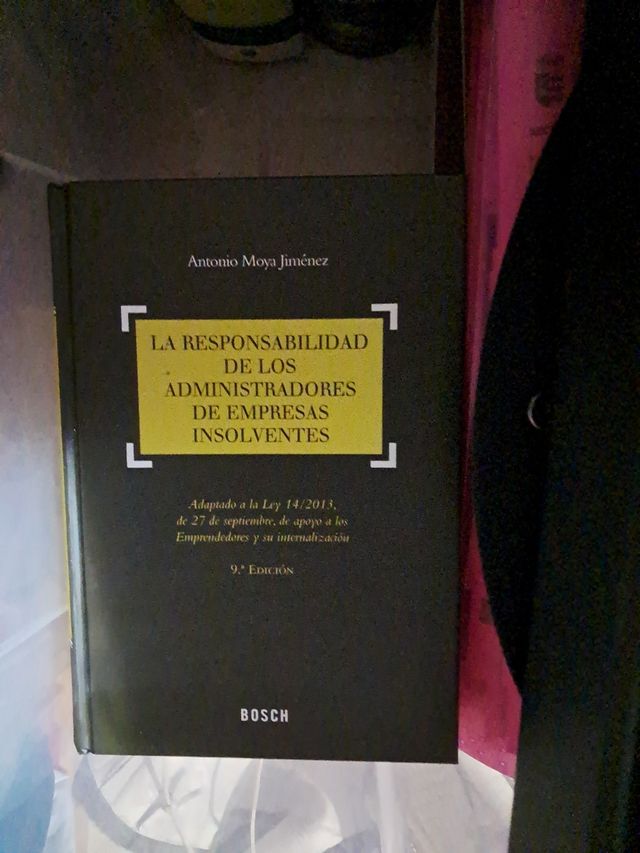 Antonio Moya Jiménez
LA RESPONSABILIDAD
DE LOS
ADMINISTRADORES
DE EMPRESAS
INSOLVENTES
Adaptado a la Ley 14/2013,
de 27 de septiembre, de apoyo a los
Emprendedores y su internalización
9.ª EDICIÓN
BOSCH